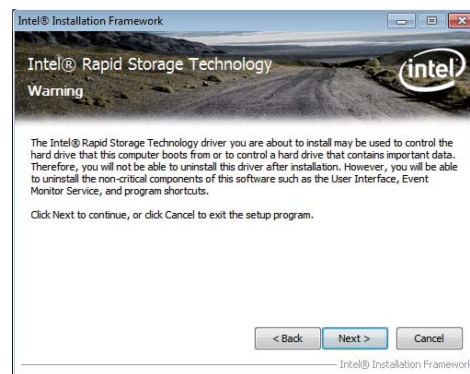 Intel® Installation Framework
Intel® Rapid Storage Technology
Warning
intel
The Intel® Rapid Storage Technology driver you are about to install may be used to control the
hard drive that this computer boots from or to control a hard drive that contains important data.
Therefore, you will not be able to uninstall this driver after installation. However, you will be able
to uninstall the non-critical components of this software such as the User Interface, Event
Monitor Service, and program shortcuts.
Click Next to continue, or click Cancel to exit the setup program.
< Back Next > Cancel
Intel® Installation Framework